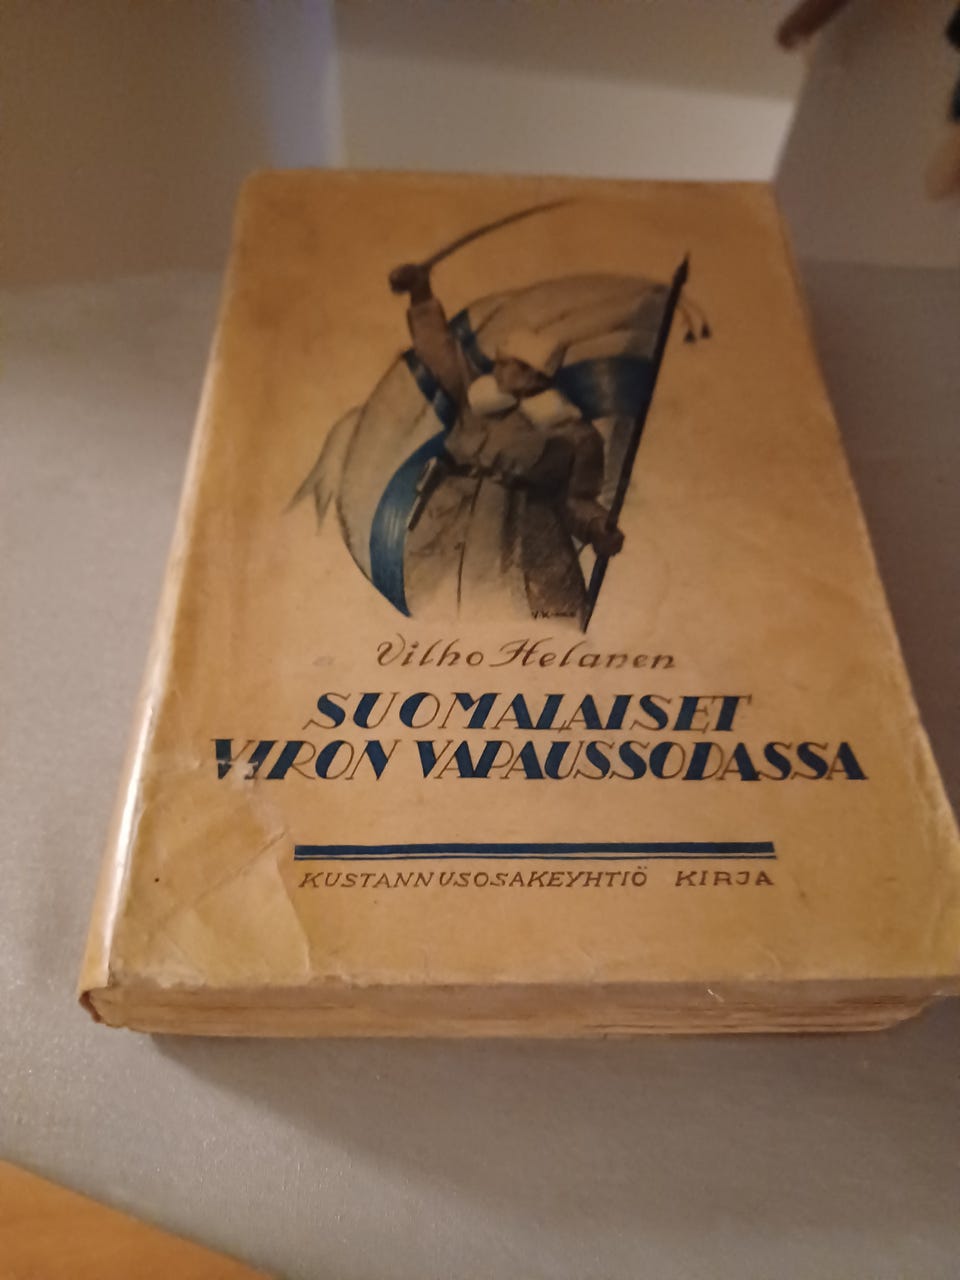 Vilho Helanen
SUOMALAISET
VIRON VAPAUSSODASSA
KUSTANNUSOSAKEYHTIÖ KIRJA